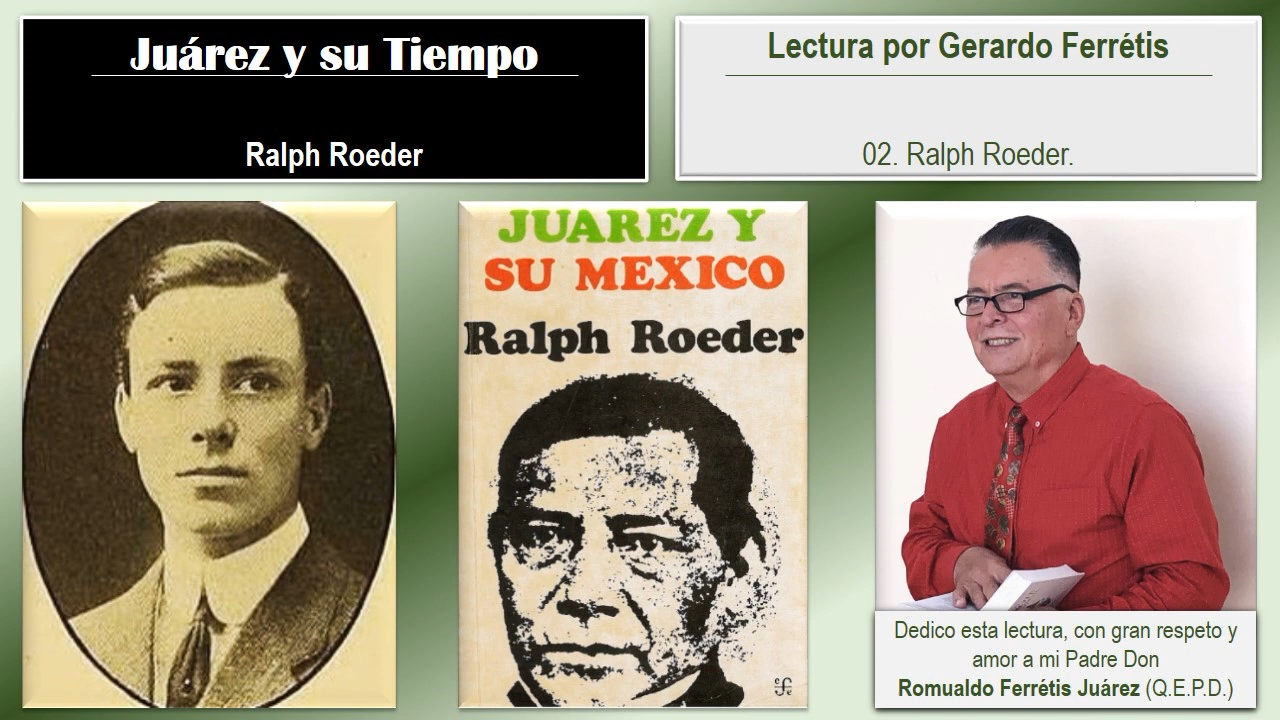 Juárez y su Tiempo
Ralph Roeder
Lectura por Gerardo Ferrétis
02. Ralph Roeder.
JUAREZ Y
SU MEXICO
Ralph Roeder
Dedico esta lectura, con gran respeto y
amor a mi Padre Don
Romualdo Ferrétis Juárez (Q.E.P.D.)